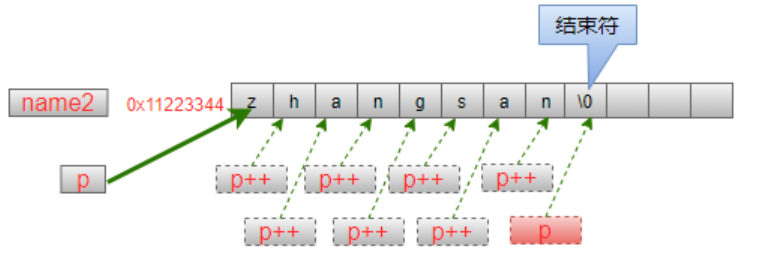 结束符
name2 0x11223344 z h a n g s a n \0
p p++ p++ p++ p++
p++ p++ p++ p